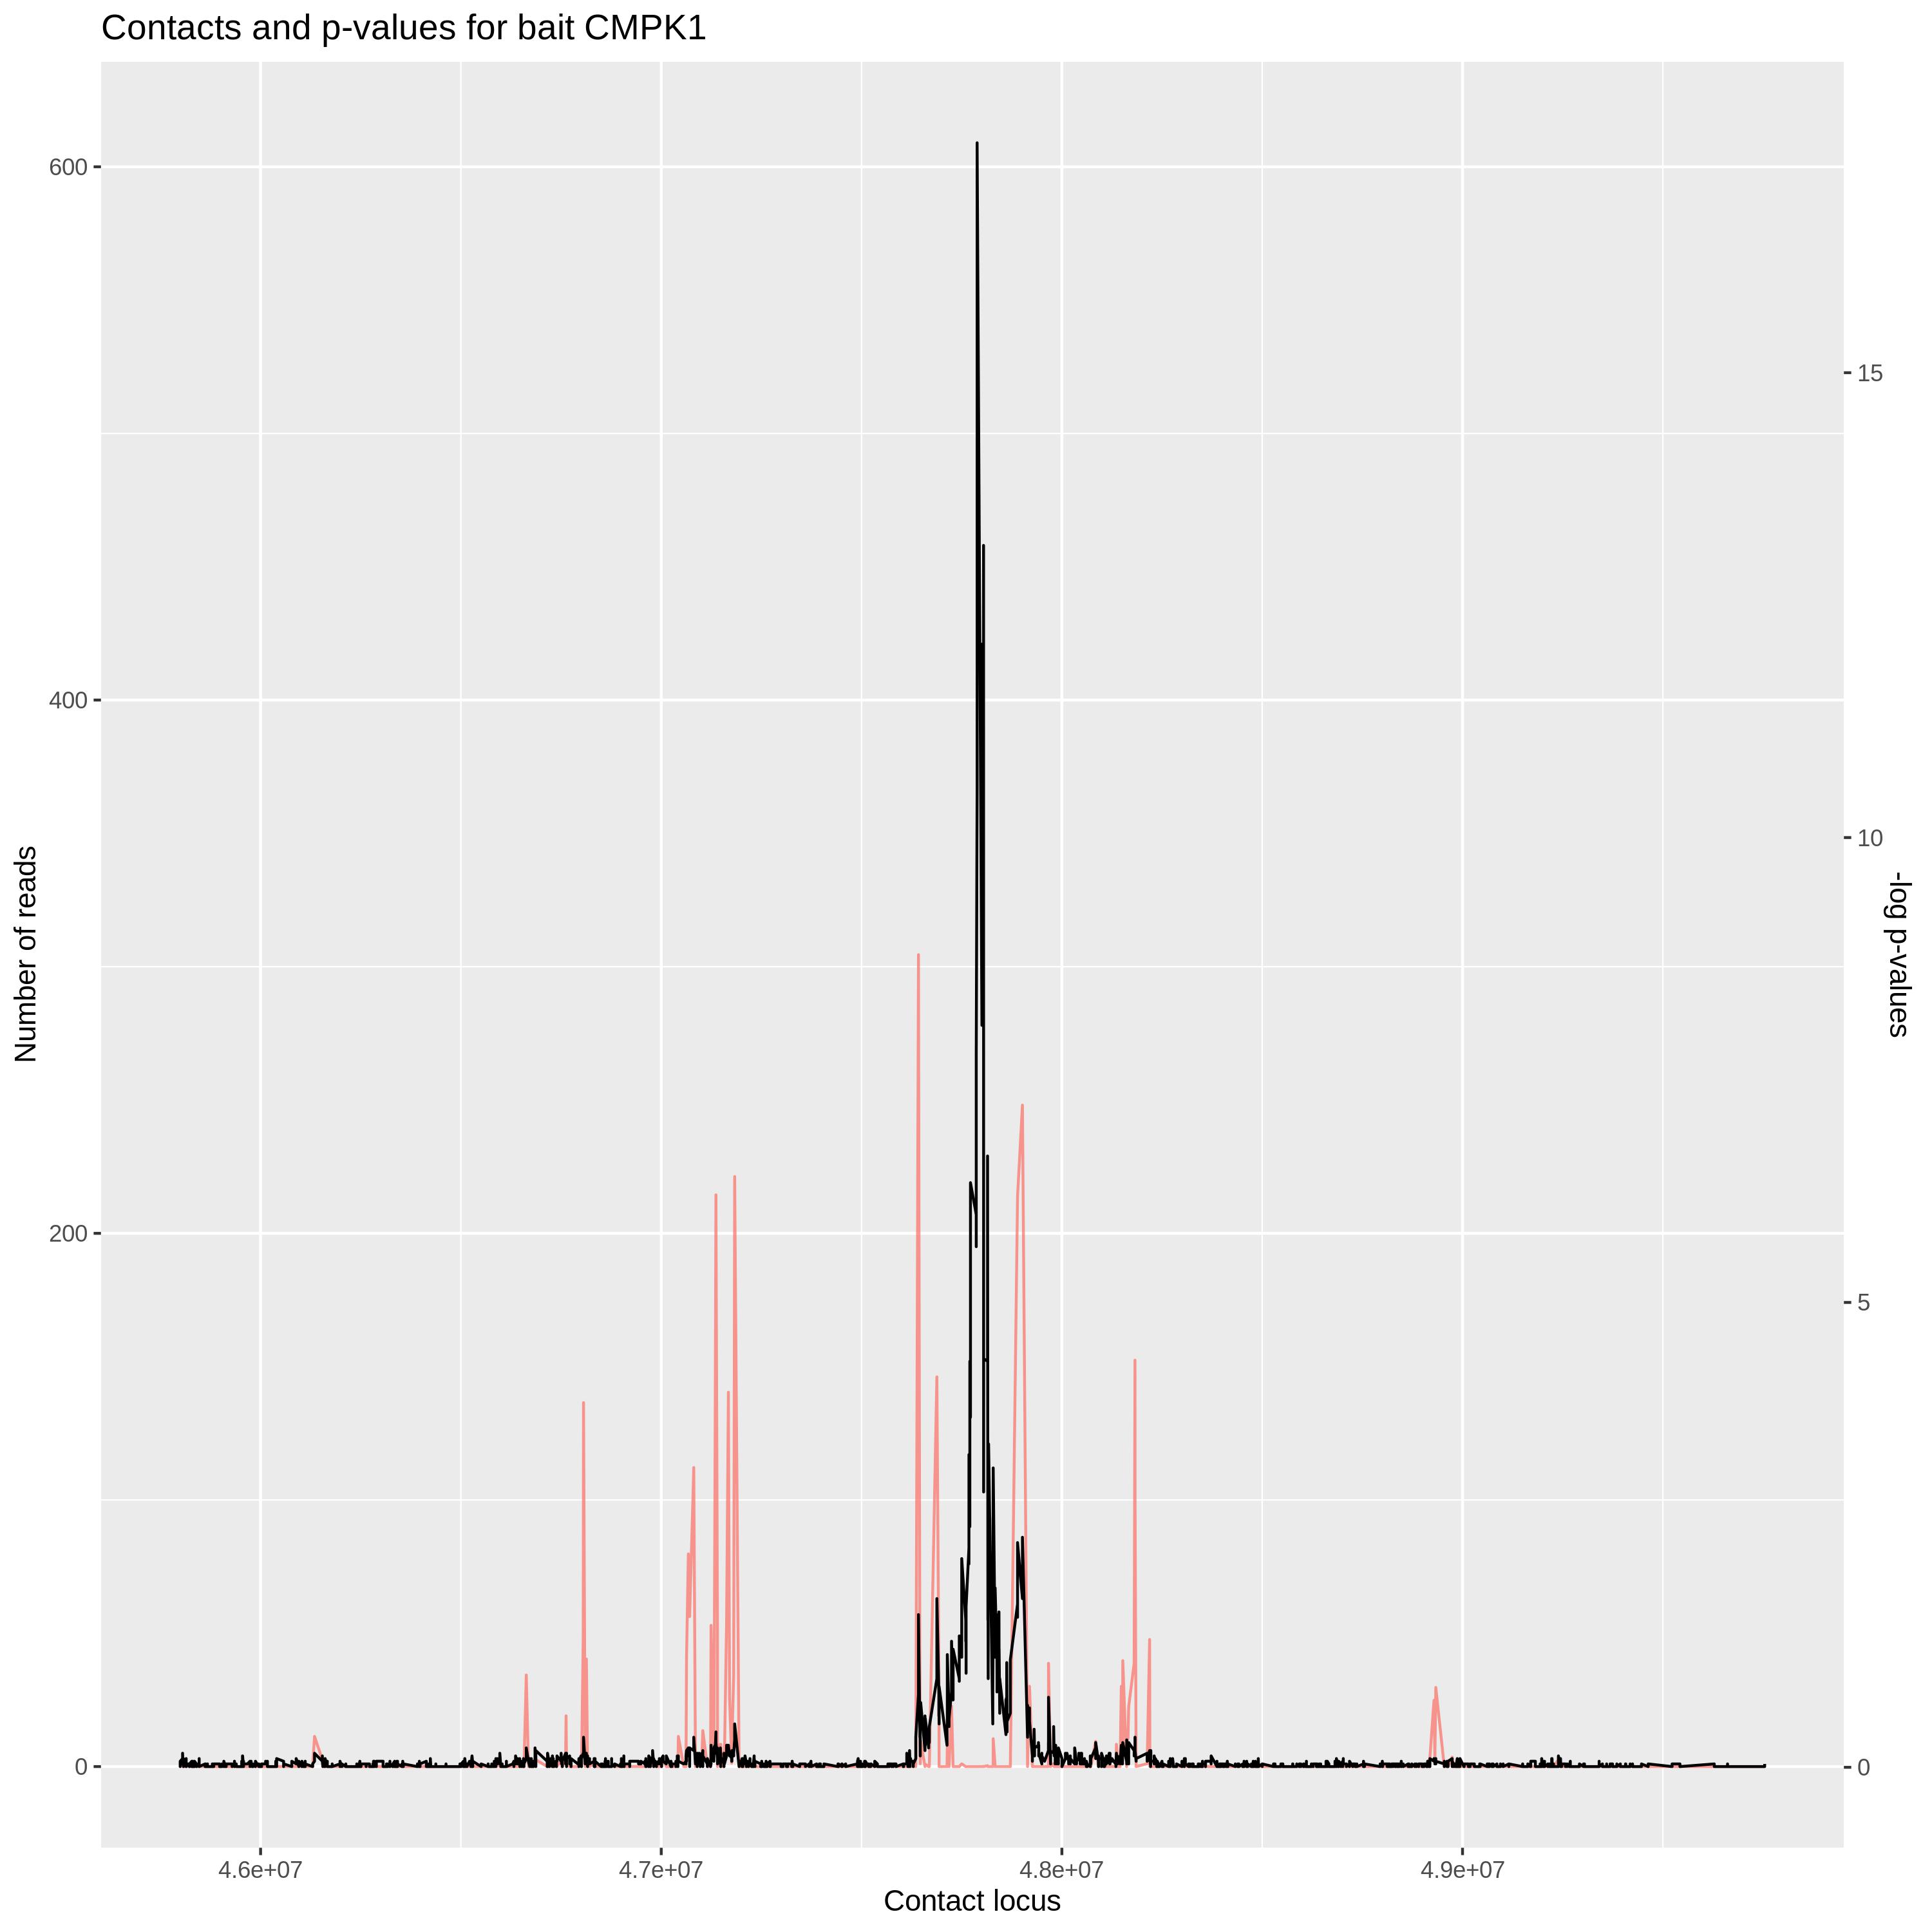 Contacts and p-values for bait CMPK1
600
400
200
0
Number of reads
15
10
5
0
-log p-values
4.6e+07
4.7e+07
4.8e+07
4.9e+07
Contact locus